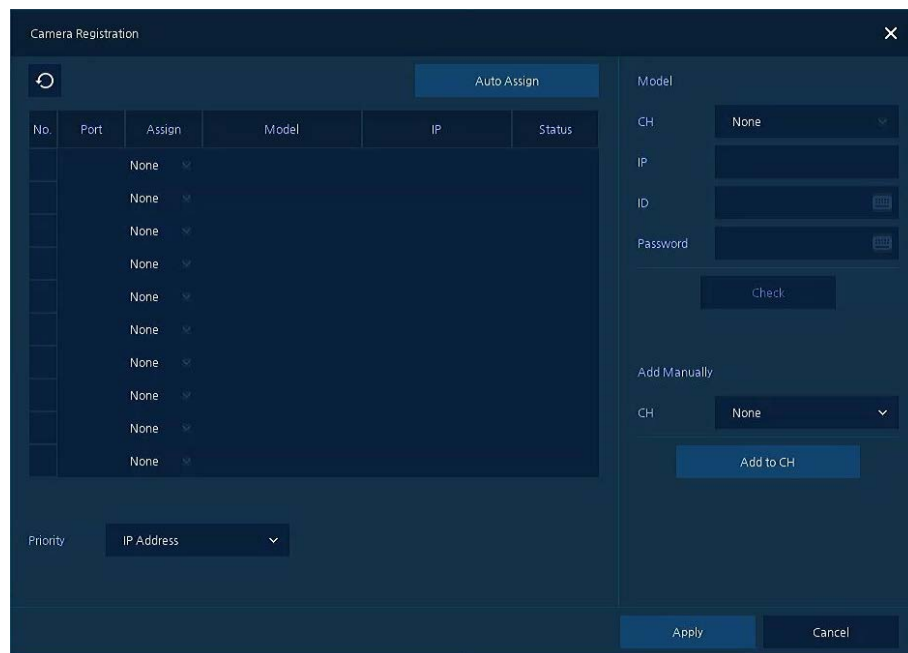 Camera Registration
Auto Assign
No. Port Assign Model IP Status
None
None
None
None
None
None
None
None
None
None
Priority IP Address
Model
CH None
IP
ID
Password
Check
Add Manually
CH None
Add to CH
Apply Cancel